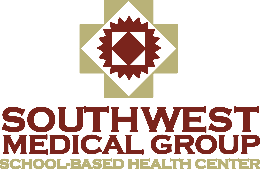 SOUTHWEST
MEDICAL GROUP
SCHOOL-BASED HEALTH CENTER